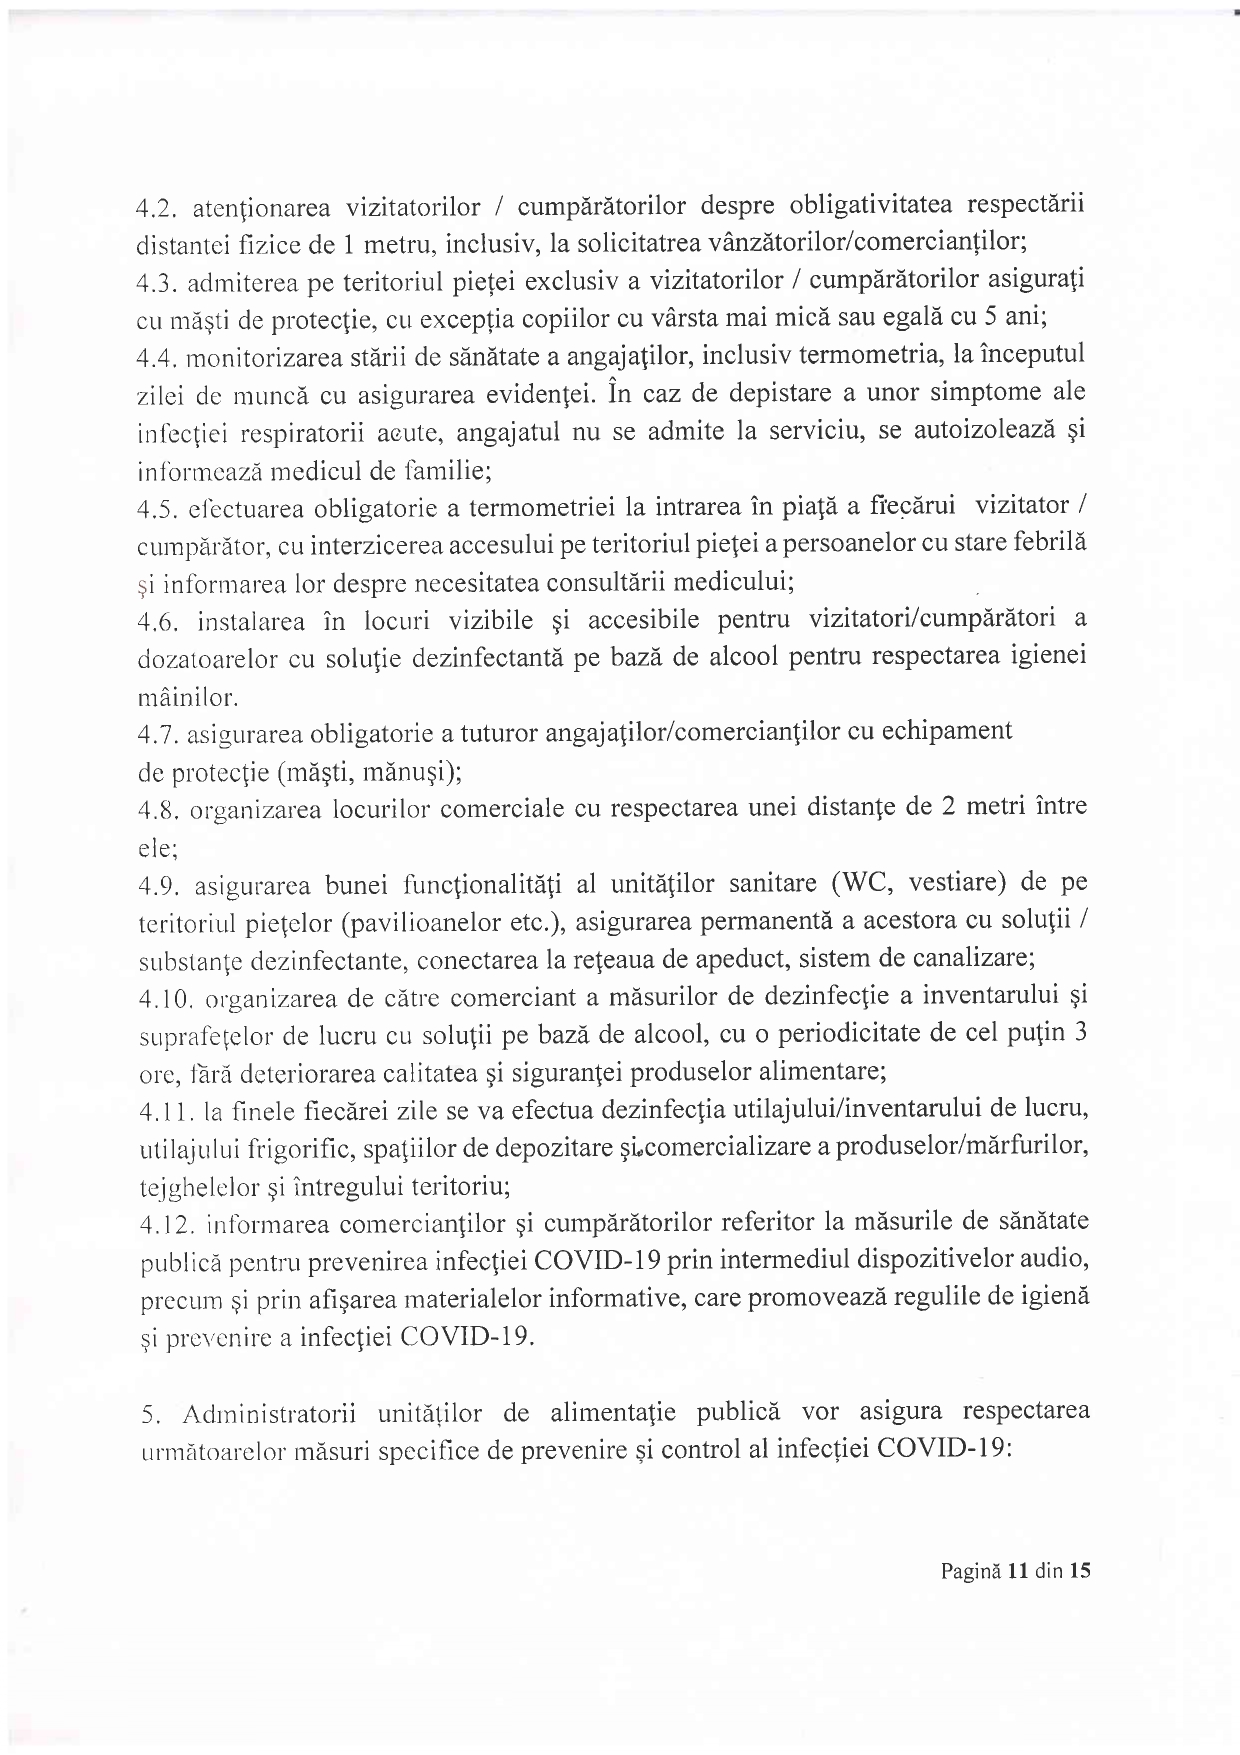 4.2. atenţionarea vizitatorilor / cumpărătorilor despre obligativitatea respectării
distantei fizice de 1 metru, inclusiv, la solicitatrea vânzătorilor/comercianților;
4.3. admiterea pe teritoriul pieței exclusiv a vizitatorilor / cumpărătorilor asigurați
cu măşti de protecţie, cu excepția copiilor cu vârsta mai mică sau egală cu 5 ani;
4.4. monitorizarea stării de sănătate a angajaţilor, inclusiv termometria, la începutul
zilei de muncă cu asigurarea evidenţei. În caz de depistare a unor simptome ale
infecţiei respiratorii acute, angajatul nu se admite la serviciu, se autoizolează şi
informează medicul de familie;
4.5. efectuarea obligatorie a termometriei la intrarea în piaţă a fiecărui vizitator /
cumpărător, cu interzicerea accesului pe teritoriul pieţei a persoanelor cu stare febrilă
şi informarea lor despre necesitatea consultării medicului;
4.6. instalarea în locuri vizibile şi accesibile pentru vizitatori/cumpărători a
dozatoarelor cu soluţie dezinfectantă pe bază de alcool pentru respectarea igienei
mâinilor.
4.7. asigurarea obligatorie a tuturor angajaţilor/comercianţilor cu echipament
de protecţie (măşti, mănuşi);
4.8. organizarea locurilor comerciale cu respectarea unei distanţe de 2 metri între
ele;
4.9. asigurarea bunei funcţionalităţi al unităţilor sanitare (WC, vestiare) de pe
teritoriul pieţelor (pavilioanelor etc.), asigurarea permanentă a acestora cu soluţii /
substanţe dezinfectante, conectarea la reţeaua de apeduct, sistem de canalizare;
4.10. organizarea de către comerciant a măsurilor de dezinfecţie a inventarului şi
suprafeţelor de lucru cu soluţii pe bază de alcool, cu o periodicitate de cel puţin 3
ore, fără deteriorarea calitatea şi siguranţei produselor alimentare;
4.11. la finele fiecărei zile se va efectua dezinfecţia utilajului/inventarului de lucru,
utilajului frigorific, spaţiilor de depozitare şi comercializare a produselor/mărfurilor,
tejghelelor şi întregului teritoriu;
4.12. informarea comercianţilor şi cumpărătorilor referitor la măsurile de sănătate
publică pentru prevenirea infecţiei COVID-19 prin intermediul dispozitivelor audio,
precum şi prin afişarea materialelor informative, care promovează regulile de igienă
şi prevenire a infecţiei COVID-19.
5. Administratorii unităților de alimentaţie publică vor asigura respectarea
următoarelor măsuri specifice de prevenire și control al infecției COVID-19:
Pagină 11 din 15